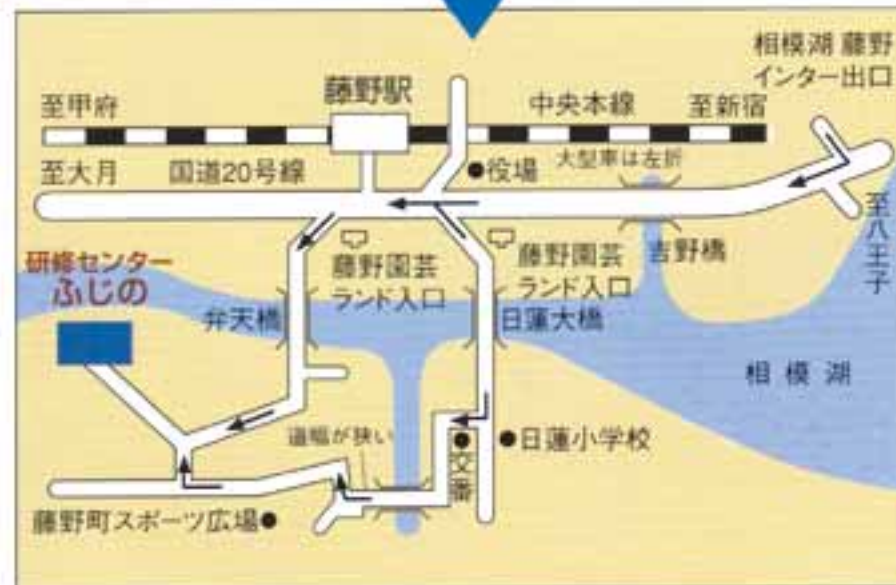 相模湖 藤野
インター出口
藤野駅
至甲府
中央本線
至新宿
至大月
国道20号線
●役場
大型車は左折
至八王子
研修センター
ふじの
藤野園芸
ランド入口
藤野園芸
ランド入口
吉野橋
弁天橋
日蓮大橋
相模湖
道幅が狭い
●交番
●日蓮小学校
藤野町スポーツ広場●